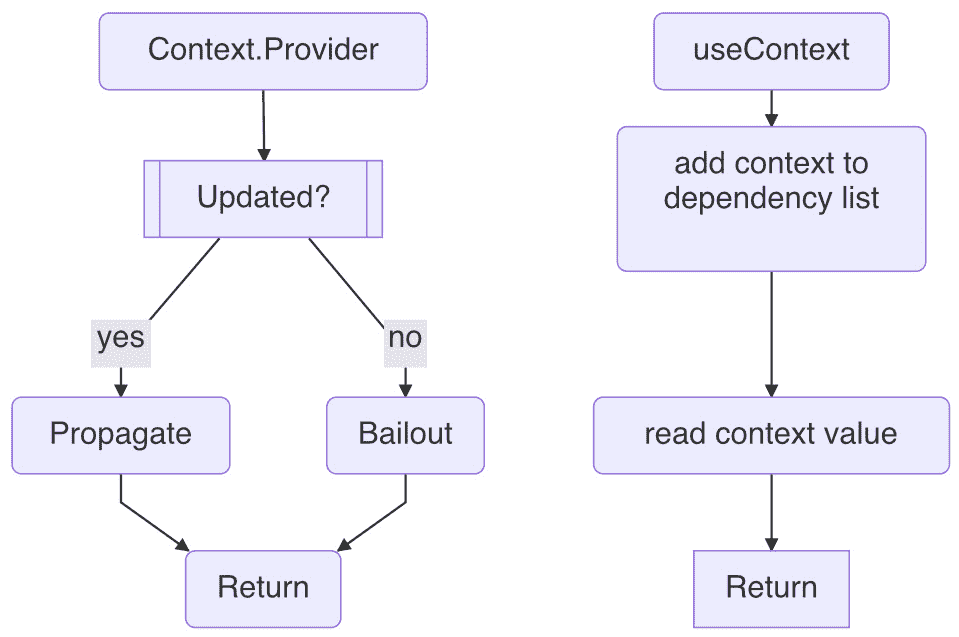 Context.Provider
Updated?
yes
no
Propagate
Bailout
Return
useContext
add context to
dependency list
read context value
Return